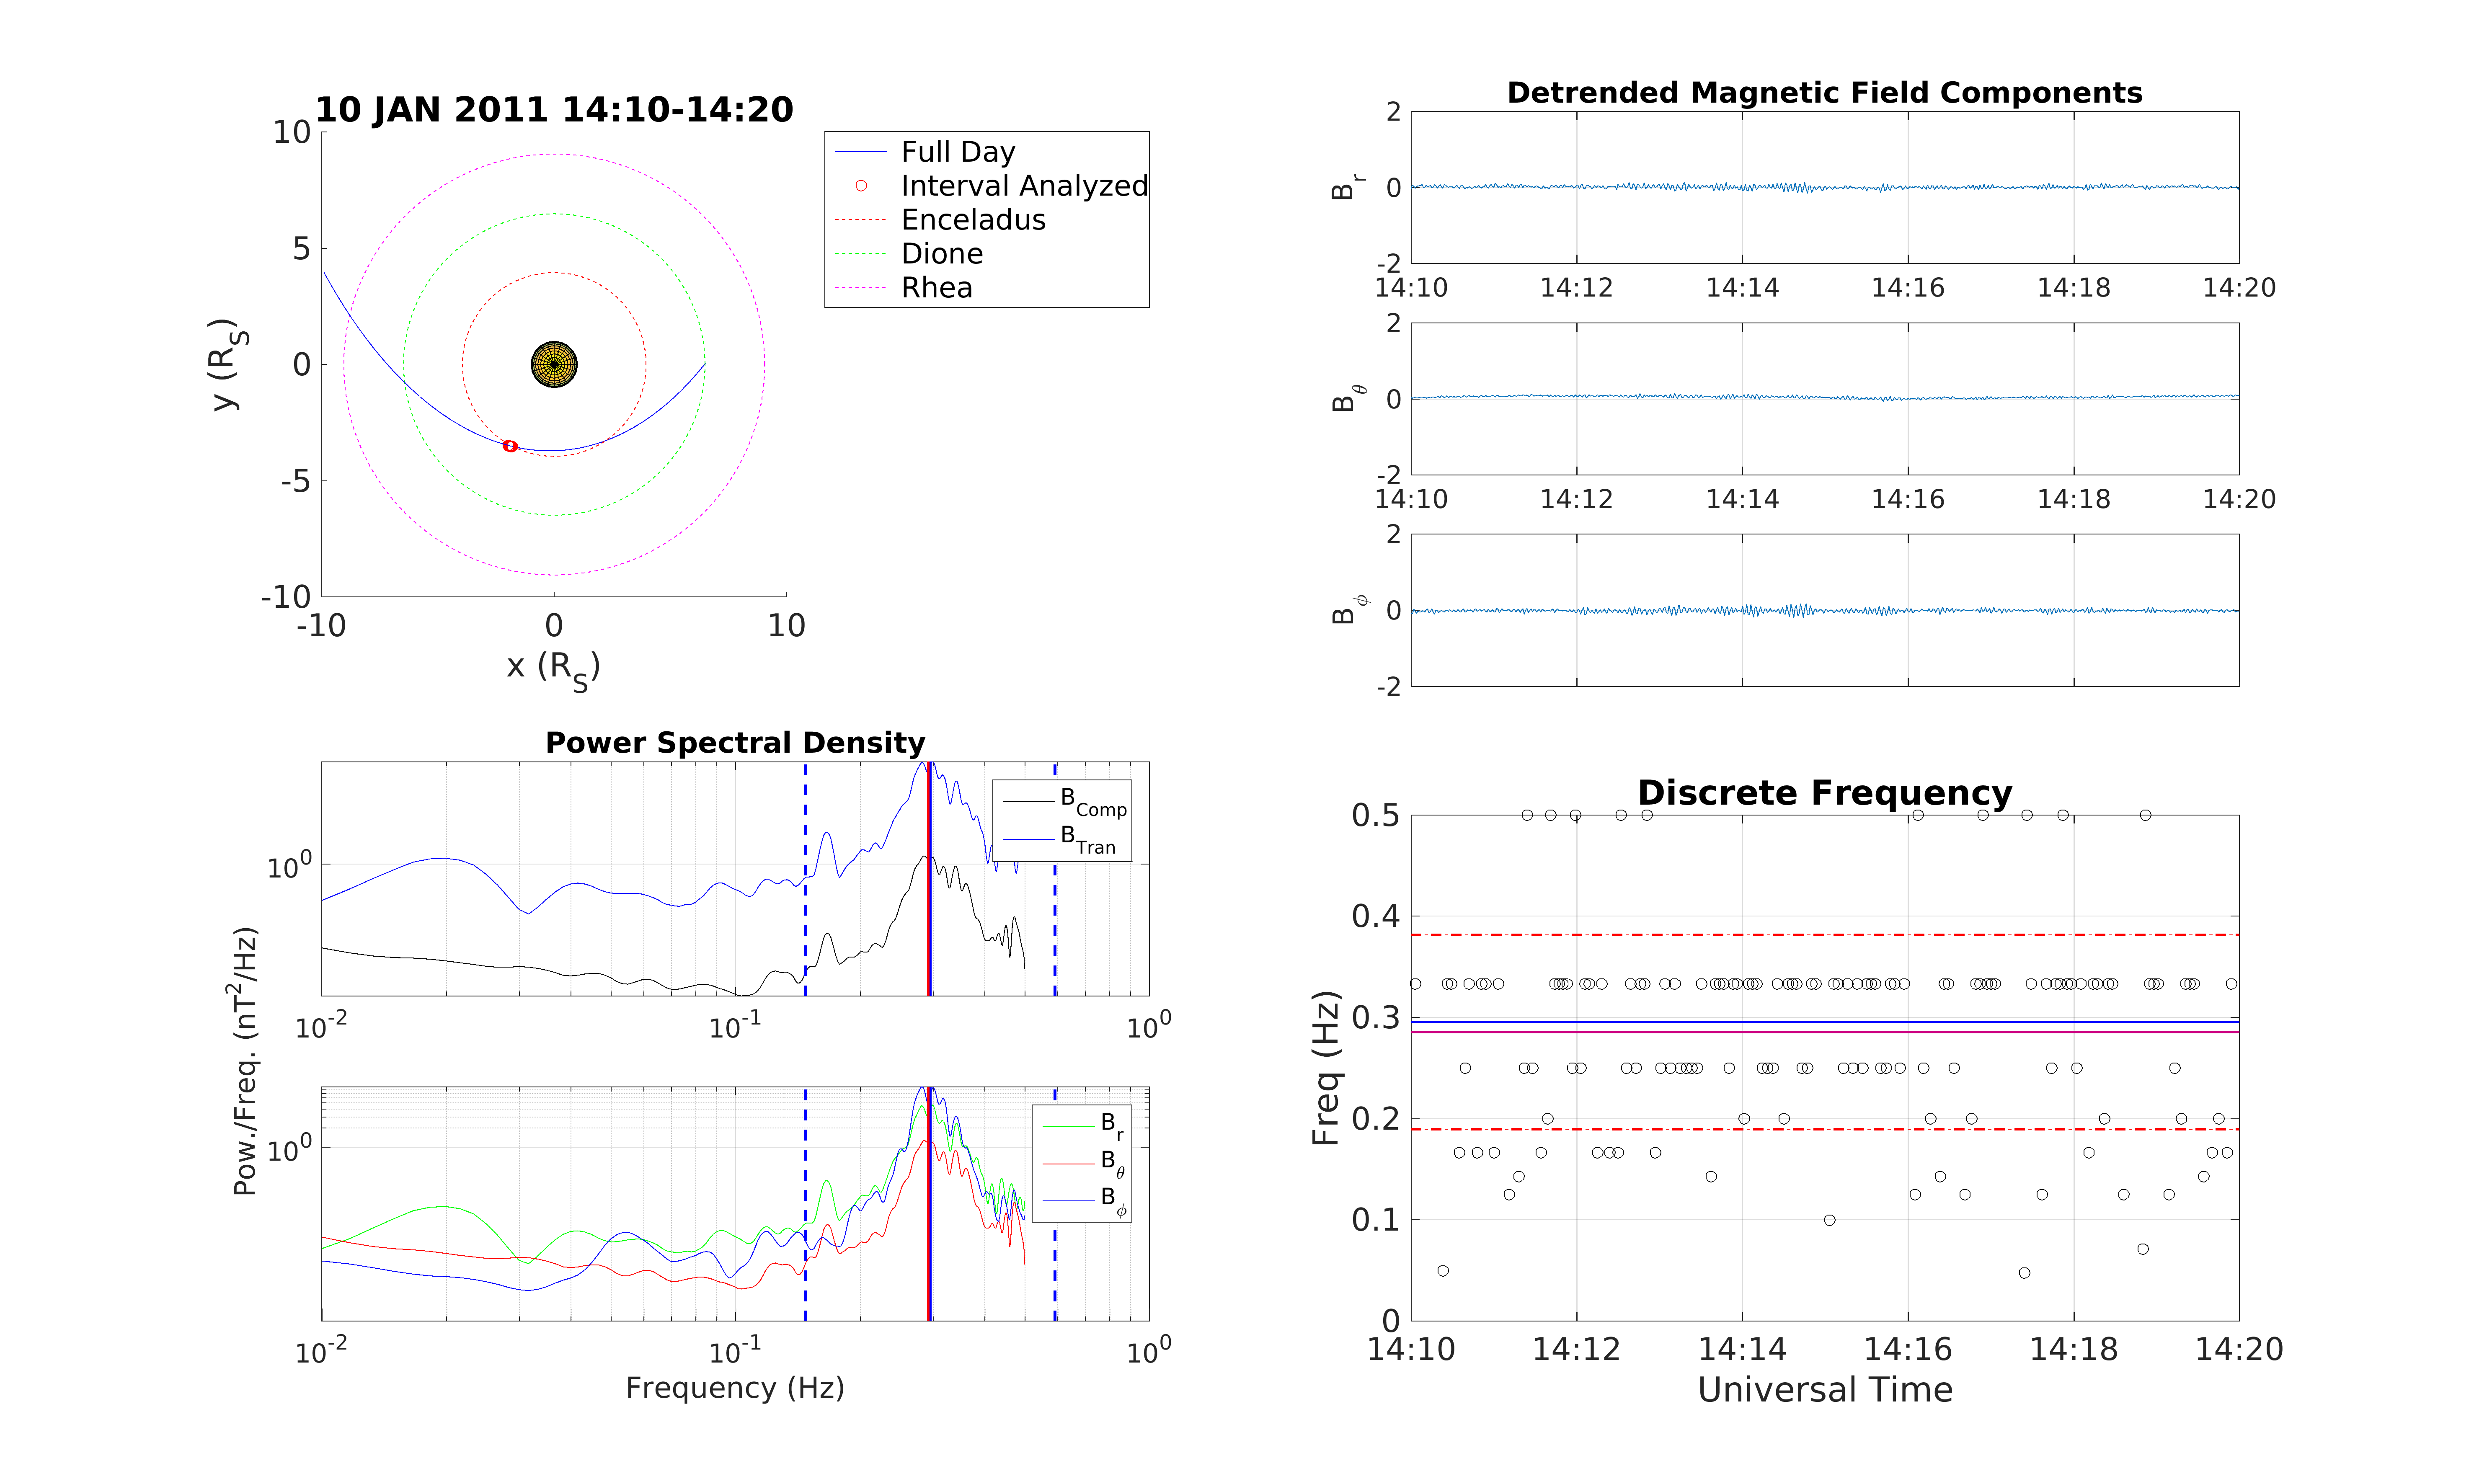 10 JAN 2011 14:10-14:20
10
5
0
-5
-10
-10 0 10
y (R_S)
x (R_S)
Full Day
Interval Analyzed
Enceladus
Dione
Rhea
Detrended Magnetic Field Components
B_r
2
0
-2
14:10 14:12 14:14 14:16 14:18 14:20
B_θ
2
0
-2
14:10 14:12 14:14 14:16 14:18 14:20
B_ϕ
2
0
-2
Power Spectral Density
10^0
10^-2 10^-1 10^0
B_Comp
B_Tran
Pow./Freq. (nT^2/Hz)
10^0
10^-2 10^-1 10^0
B_r
B_θ
B_ϕ
Frequency (Hz)
Discrete Frequency
Freq (Hz)
0.5
0.4
0.3
0.2
0.1
0
14:10 14:12 14:14 14:16 14:18 14:20
Universal Time